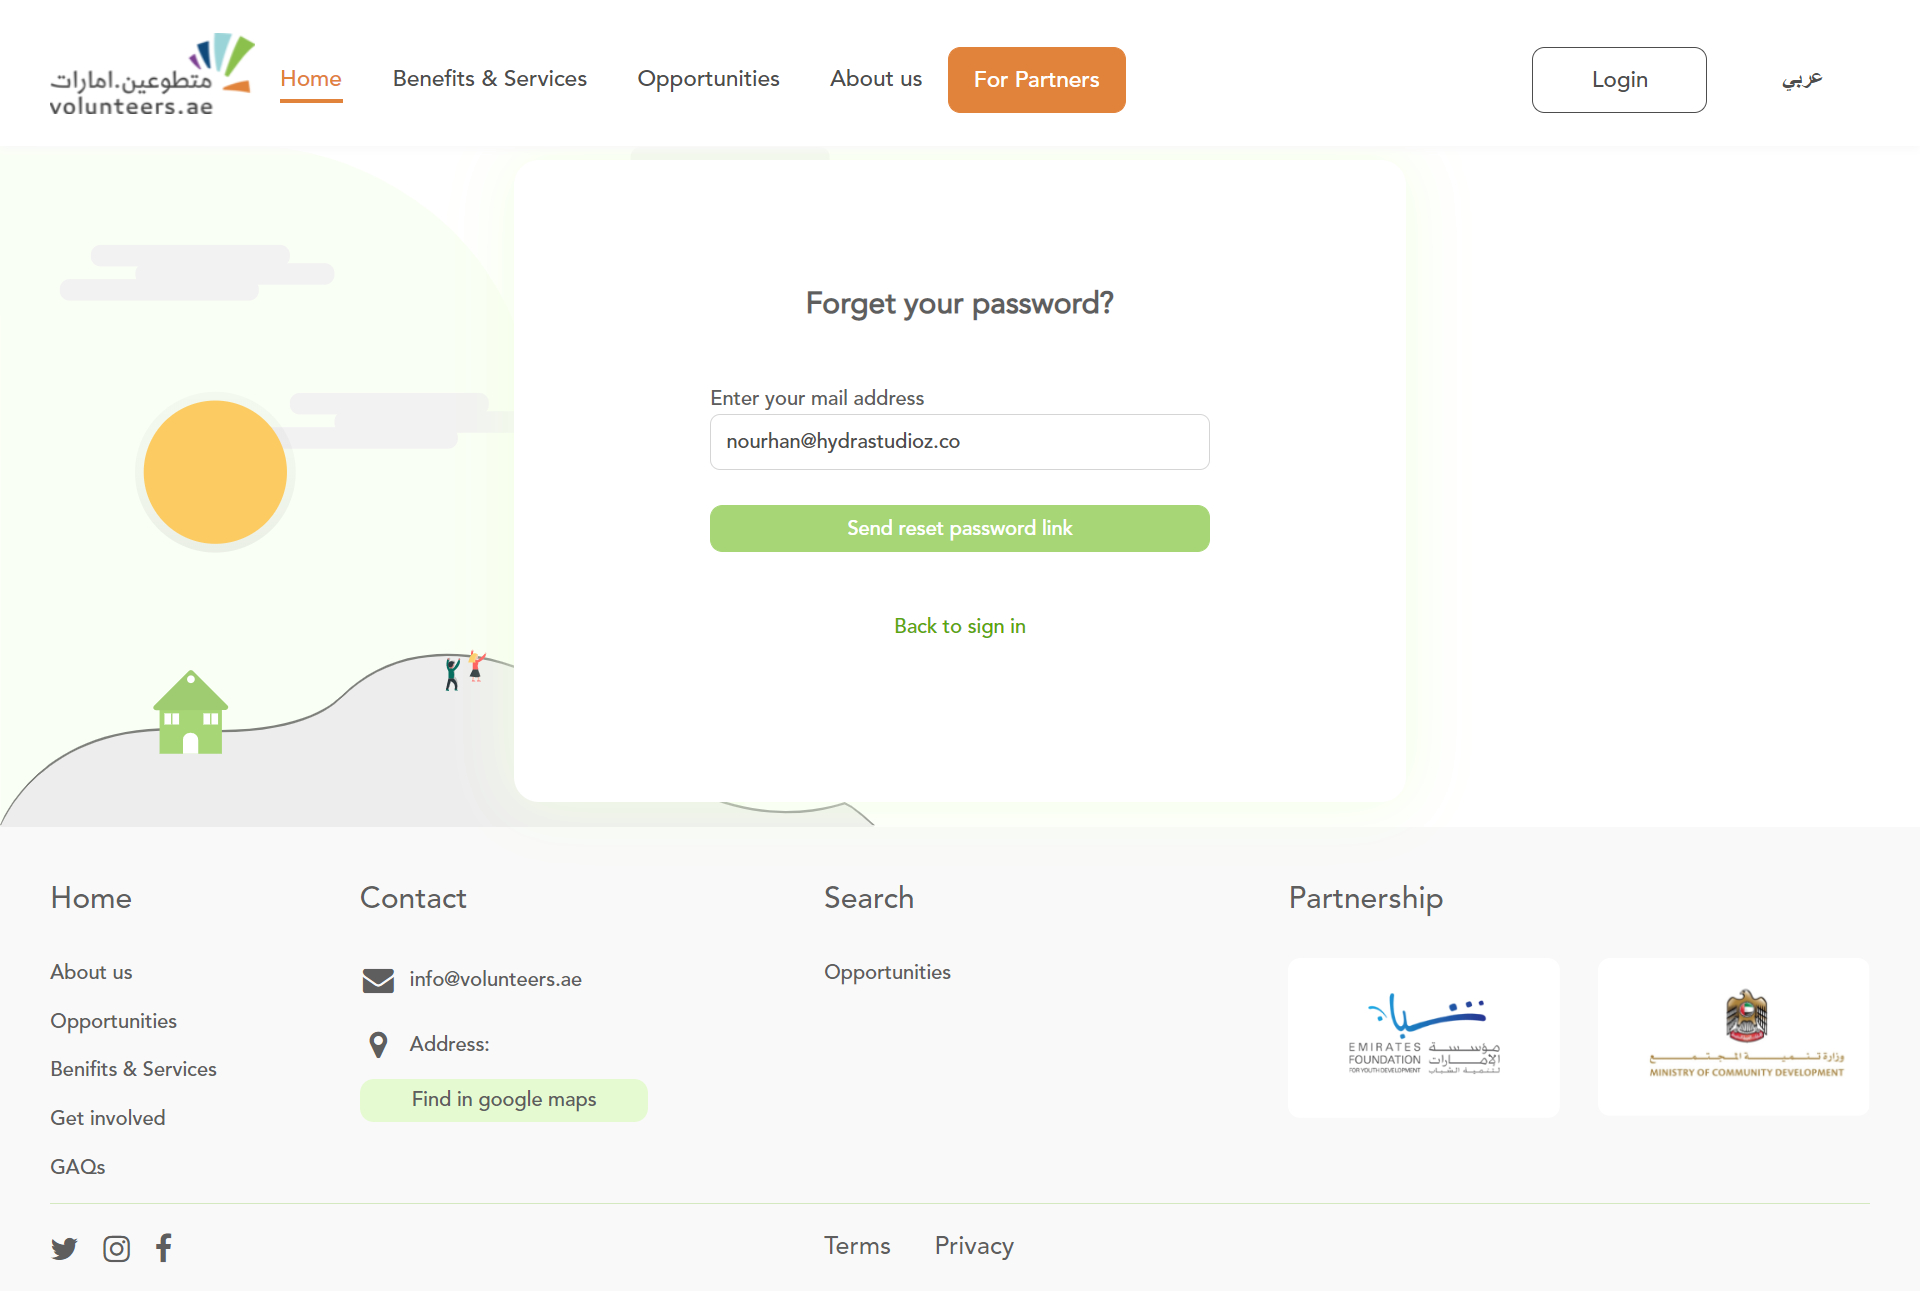 متطوعين.امارات
volunteers.ae
Home
Benefits & Services
Opportunities
About us
For Partners
Login
عربي
Forget your password?
Enter your mail address
nourhan@hydrastudioz.co
Send reset password link
Back to sign in
Home
Contact
Search
Partnership
About us
Opportunities
Benifits & Services
Get involved
GAQs
info@volunteers.ae
Address:
Find in google maps
Opportunities
EMIRATES
FOUNDATION
FOR YOUTH DEVELOPMENT
مؤسسة
الإمارات
لتنمية الشباب
وزارة تنمية المجتمع
MINISTRY OF COMMUNITY DEVELOPMENT
Terms
Privacy